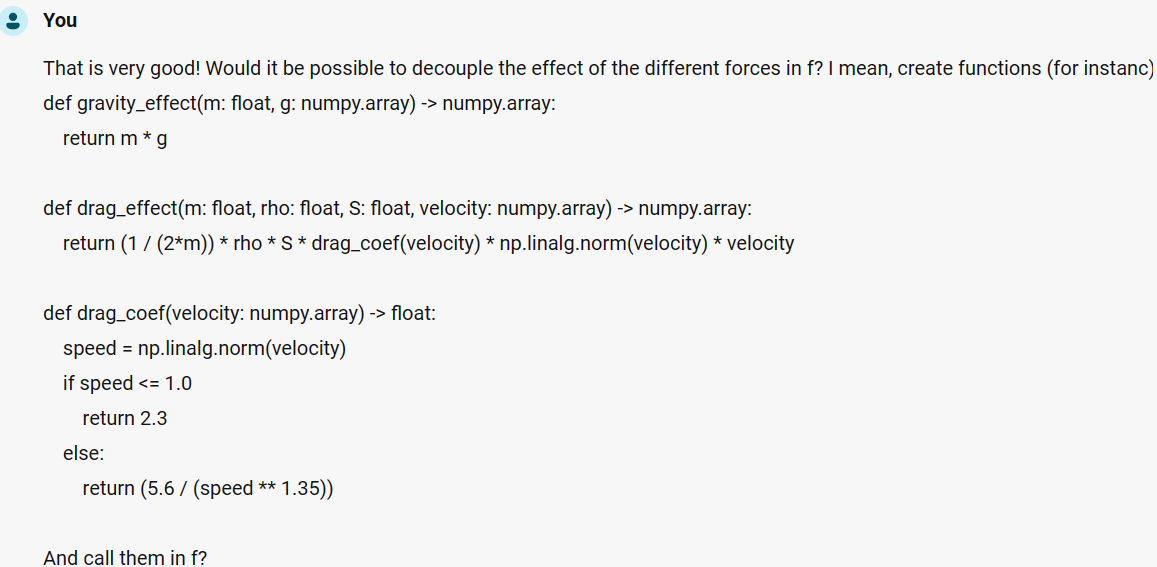 You
That is very good! Would it be possible to decouple the effect of the different forces in f? I mean, create functions (for instanc)
def gravity_effect(m: float, g: numpy.array) -> numpy.array:
return m * g
def drag_effect(m: float, rho: float, S: float, velocity: numpy.array) -> numpy.array:
return (1 / (2*m)) * rho * S * drag_coef(velocity) * np.linalg.norm(velocity) * velocity
def drag_coef(velocity: numpy.array) -> float:
speed = np.linalg.norm(velocity)
if speed <= 1.0
return 2.3
else:
return (5.6 / (speed ** 1.35))
And call them in f?